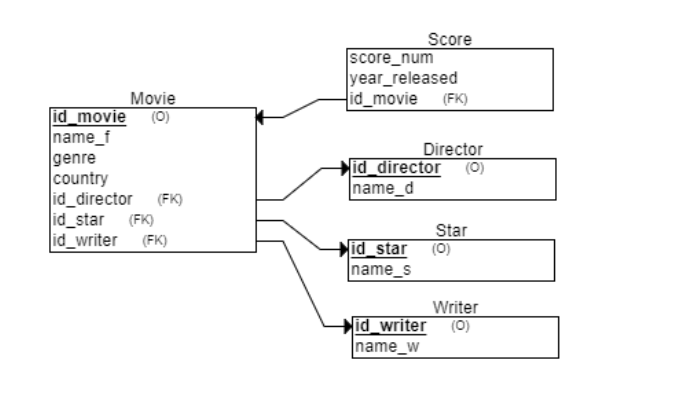 Score
score_num
year_released
id_movie (FK)
Movie
id_movie (O)
name_f
genre
country
id_director (FK)
id_star (FK)
id_writer (FK)
Director
id_director (O)
name_d
Star
id_star (O)
name_s
Writer
id_writer (O)
name_w